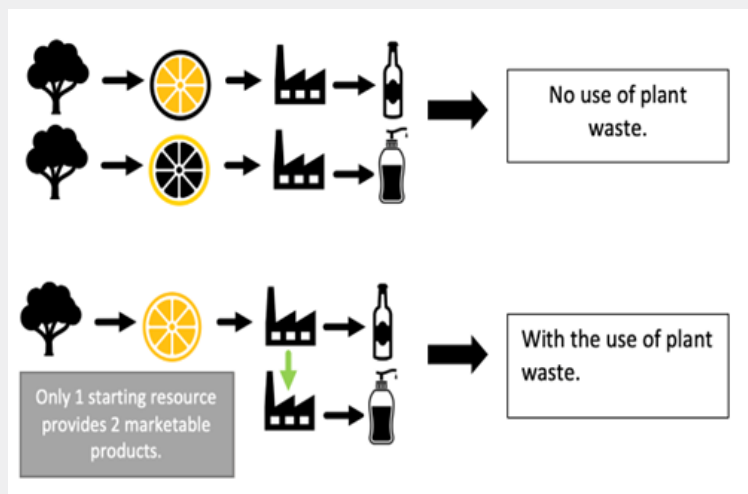 No use of plant
waste.
With the use of plant
waste.
Only 1 starting resource
provides 2 marketable
products.